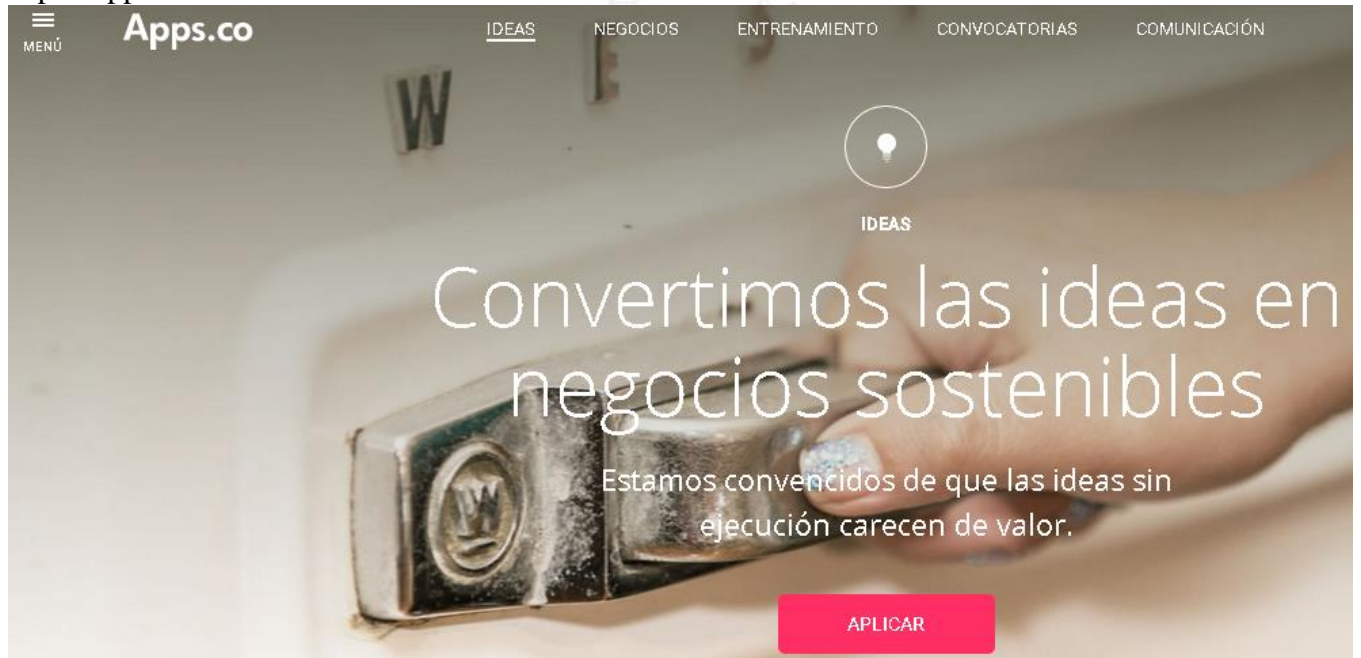 MENÚ
Apps.co
IDEAS
NEGOCIOS
ENTRENAMIENTO
CONVOCATORIAS
COMUNICACIÓN
W E S
IDEAS
Convertimos las ideas en
negocios sostenibles
Estamos convencidos de que las ideas sin
ejecución carecen de valor.
W
APLICAR